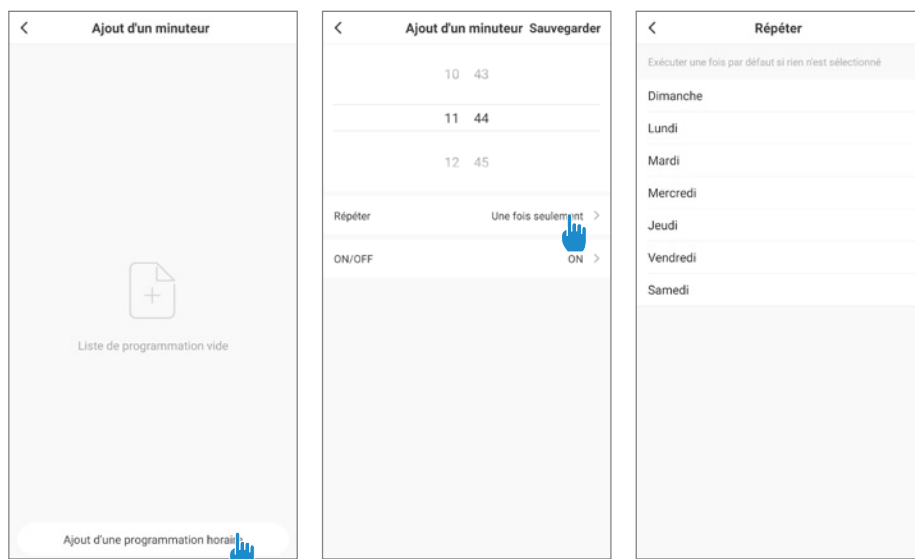 Ajout d'un minuteur
Liste de programmation vide
Ajout d'une programmation horaire
Ajout d'un minuteur Sauvegarder
10 43
11 44
12 45
Répéter Une fois seulement
ON/OFF ON
Répéter
Exécuter une fois par défaut si rien n'est sélectionné
Dimanche
Lundi
Mardi
Mercredi
Jeudi
Vendredi
Samedi